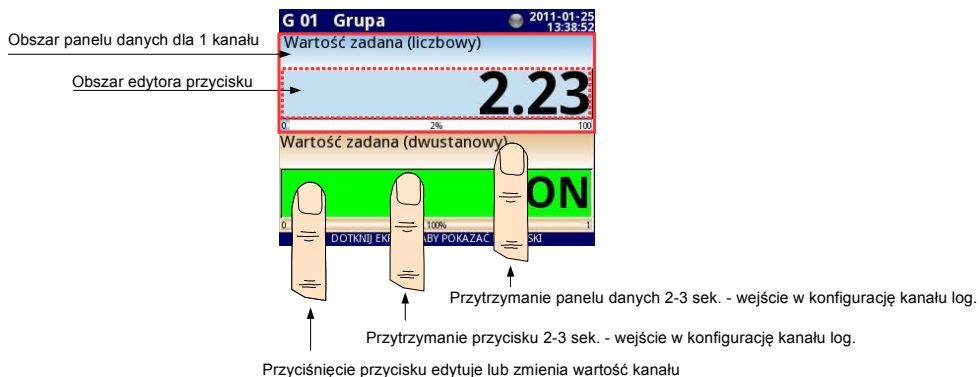 G 01 Grupa
2011-01-25
13:38:52
Obszar panelu danych dla 1 kanału
Wartość zadana (liczbowy)
Obszar edytora przycisku
2.23
0 2% 100
Wartość zadana (dwustanowy)
ON
0 100% 1
DOTKNIJ ABY POKAZAĆ
Przytrzymanie panelu danych 2-3 sek. - wejście w konfigurację kanału log.
Przytrzymanie przycisku 2-3 sek. - wejście w konfigurację kanału log.
Przyciśnięcie przycisku edytuje lub zmienia wartość kanału